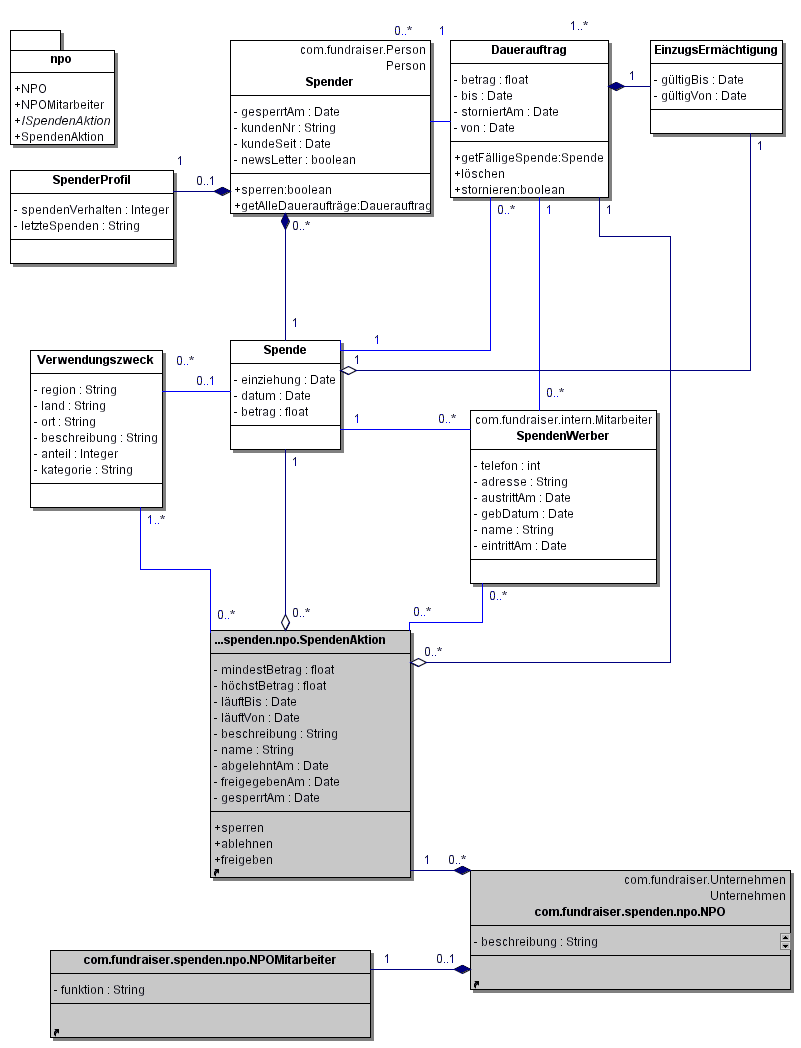 npo
+NPO
+NPOMitarbeiter
+ISpendenAktion
+SpendenAktion
0..*
1
com.fundraiser.Person
Person
Spender
- gesperrtAm : Date
- kundenNr : String
- kundeSeit : Date
- newsLetter : boolean
+sperren:boolean
+getAlleDaueraufträge:Dauerauftrag
1..*
Dauerauftrag
- betrag : float
- bis : Date
- storniertAm : Date
- von : Date
+getFälligeSpende:Spende
+löschen
+stornieren:boolean
1
EinzugsErmächtigung
- gültigBis : Date
- gültigVon : Date
1
1
0..1
SpenderProfil
- spendenVerhalten : Integer
- letzteSpenden : String
0..*
0..*
1
1
1
1
1
Verwendungszweck
- region : String
- land : String
- ort : String
- beschreibung : String
- anteil : Integer
- kategorie : String
0..*
0..1
Spende
- einziehung : Date
- datum : Date
- betrag : float
1
0..*
0..*
com.fundraiser.intern.Mitarbeiter
SpendenWerber
- telefon : int
- adresse : String
- austrittAm : Date
- gebDatum : Date
- name : String
- eintrittAm : Date
1
1..*
0..*
0..*
0..*
0..*
0..*
...spenden.npo.SpendenAktion
- mindestBetrag : float
- höchstBetrag : float
- läuftBis : Date
- läuftVon : Date
- beschreibung : String
- name : String
- abgelehntAm : Date
- freigegebenAm : Date
- gesperrtAm : Date
+sperren
+ablehnen
+freigeben
1
0..*
com.fundraiser.Unternehmen
Unternehmen
com.fundraiser.spenden.npo.NPO
- beschreibung : String
com.fundraiser.spenden.npo.NPOMitarbeiter
- funktion : String
1
0..1